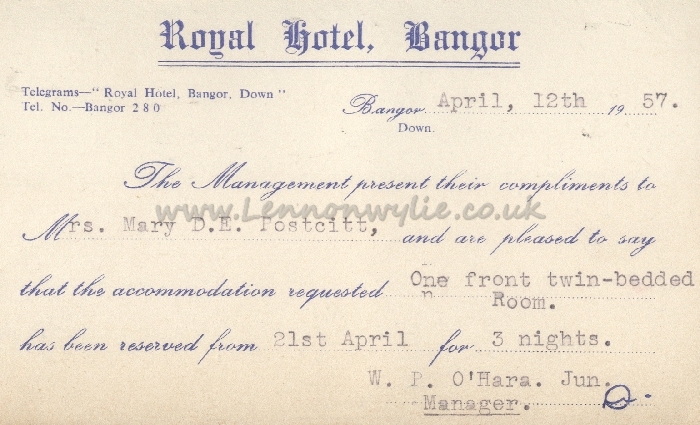 Royal Hotel, Bangor
Telegrams—" Royal Hotel, Bangor, Down "
Tel. No.—Bangor 280
Bangor April, 12th 1957.
Down.
The Management present their compliments to
www.Lennonwylie.co.uk
Mrs. Mary D.E. Postcitt, and are pleased to say
that the accommodation requested One front twin-bedded
n Room.
has been reserved from 21st April for 3 nights.
W. P. O'Hara. Jun.
Manager.